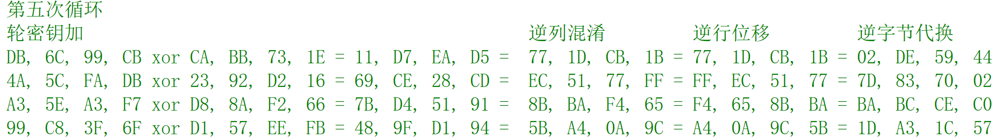 第五次循环
轮密钥加 逆列混淆 逆行位移 逆字节代换
DB, 6C, 99, CB xor CA, BB, 73, 1E = 11, D7, EA, D5 = 77, 1D, CB, 1B = 77, 1D, CB, 1B = 02, DE, 59, 44
4A, 5C, FA, DB xor 23, 92, D2, 16 = 69, CE, 28, CD = EC, 51, 77, FF = FF, EC, 51, 77 = 7D, 83, 70, 02
A3, 5E, A3, F7 xor D8, 8A, F2, 66 = 7B, D4, 51, 91 = 8B, BA, F4, 65 = F4, 65, 8B, BA = BA, BC, CE, C0
99, C8, 3F, 6F xor D1, 57, EE, FB = 48, 9F, D1, 94 = 5B, A4, 0A, 9C = A4, 0A, 9C, 5B = 1D, A3, 1C, 57